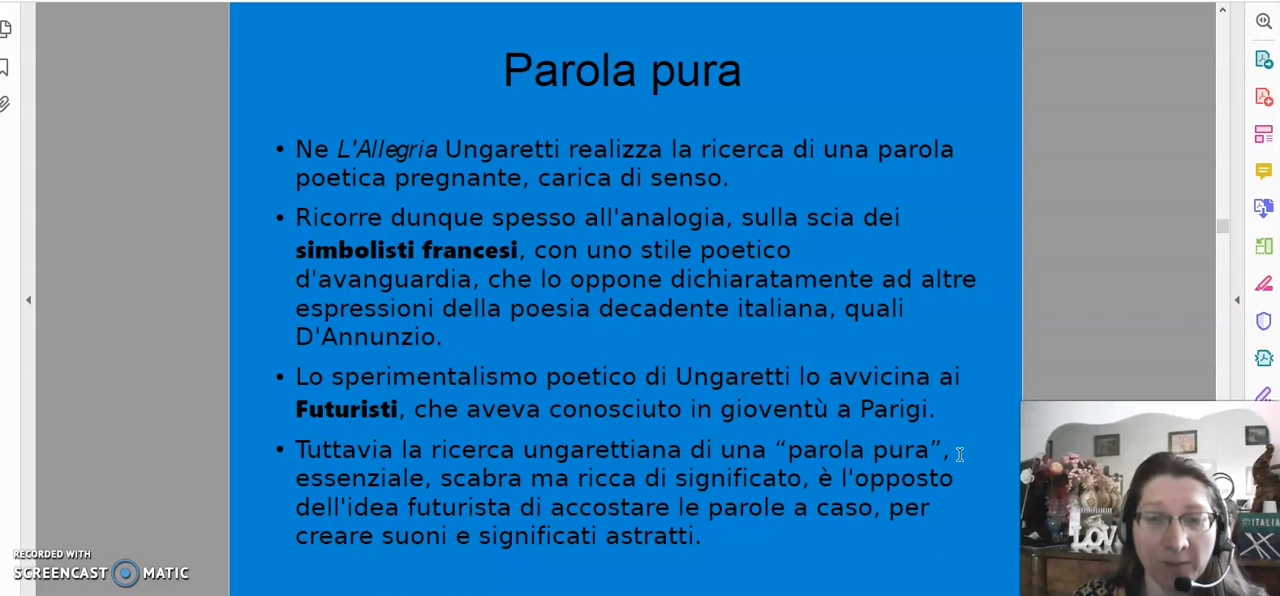 Parola pura
• Ne L'Allegria Ungaretti realizza la ricerca di una parola
poetica pregnante, carica di senso.
• Ricorre dunque spesso all'analogia, sulla scia dei
simbolisti francesi, con uno stile poetico
d'avanguardia, che lo oppone dichiaratamente ad altre
espressioni della poesia decadente italiana, quali
D'Annunzio.
• Lo sperimentalismo poetico di Ungaretti lo avvicina ai
Futuristi, che aveva conosciuto in gioventù a Parigi.
• Tuttavia la ricerca ungarettiana di una “parola pura”,
essenziale, scabra ma ricca di significato, è l'opposto
dell'idea futurista di accostare le parole a caso, per
creare suoni e significati astratti.
RECORDED WITH
SCREENCAST MATIC
LOV
ITALIA